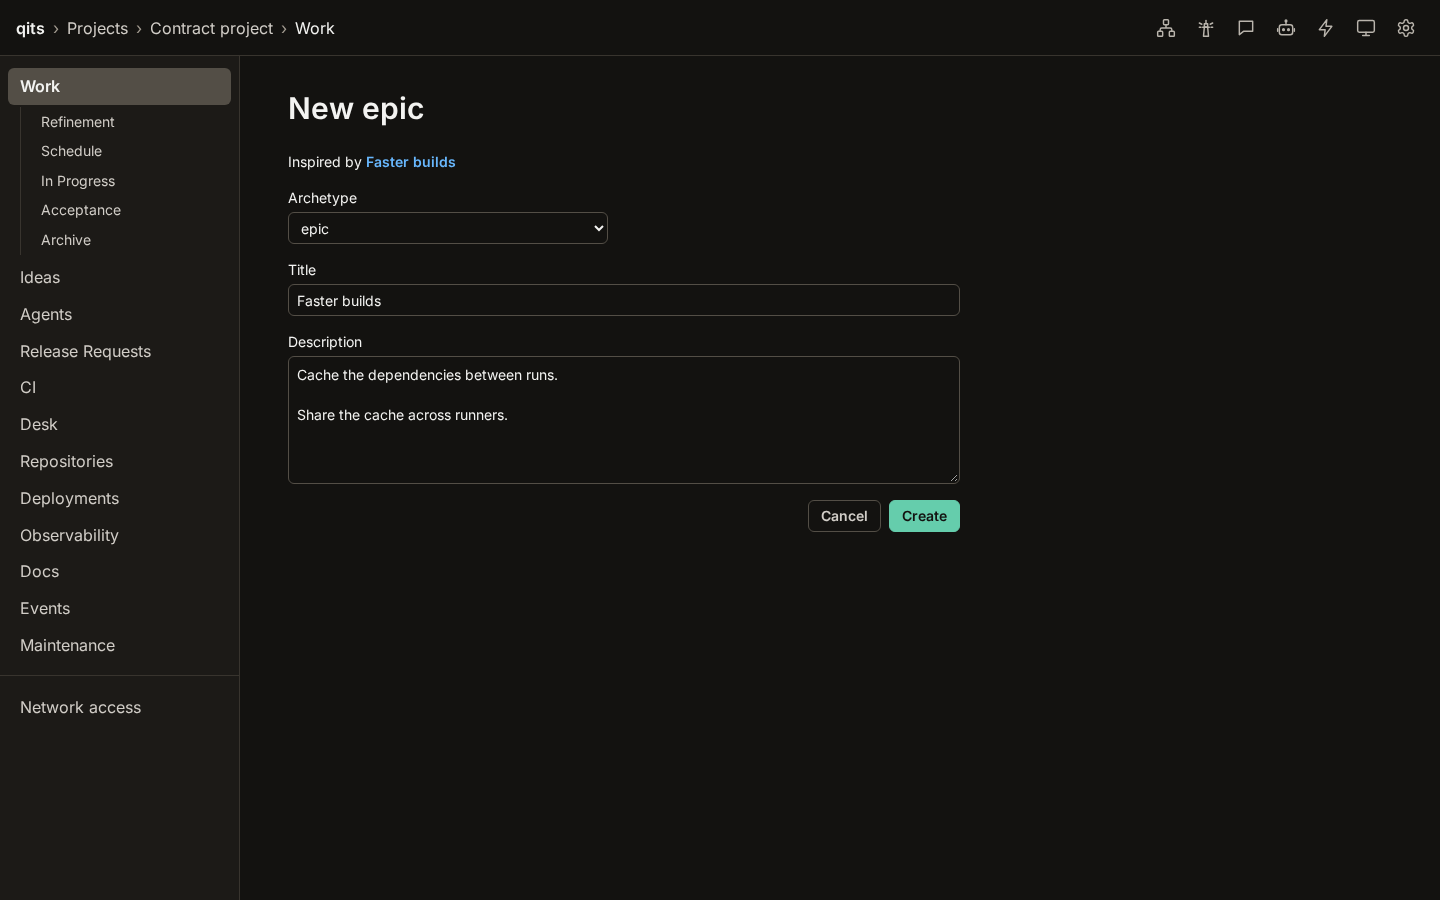 qits › Projects › Contract project › Work
Work
Refinement
Schedule
In Progress
Acceptance
Archive
Ideas
Agents
Release Requests
CI
Desk
Repositories
Deployments
Observability
Docs
Events
Maintenance
Network access
New epic
Inspired by Faster builds
Archetype
epic
Title
Faster builds
Description
Cache the dependencies between runs.
Share the cache across runners.
Cancel
Create